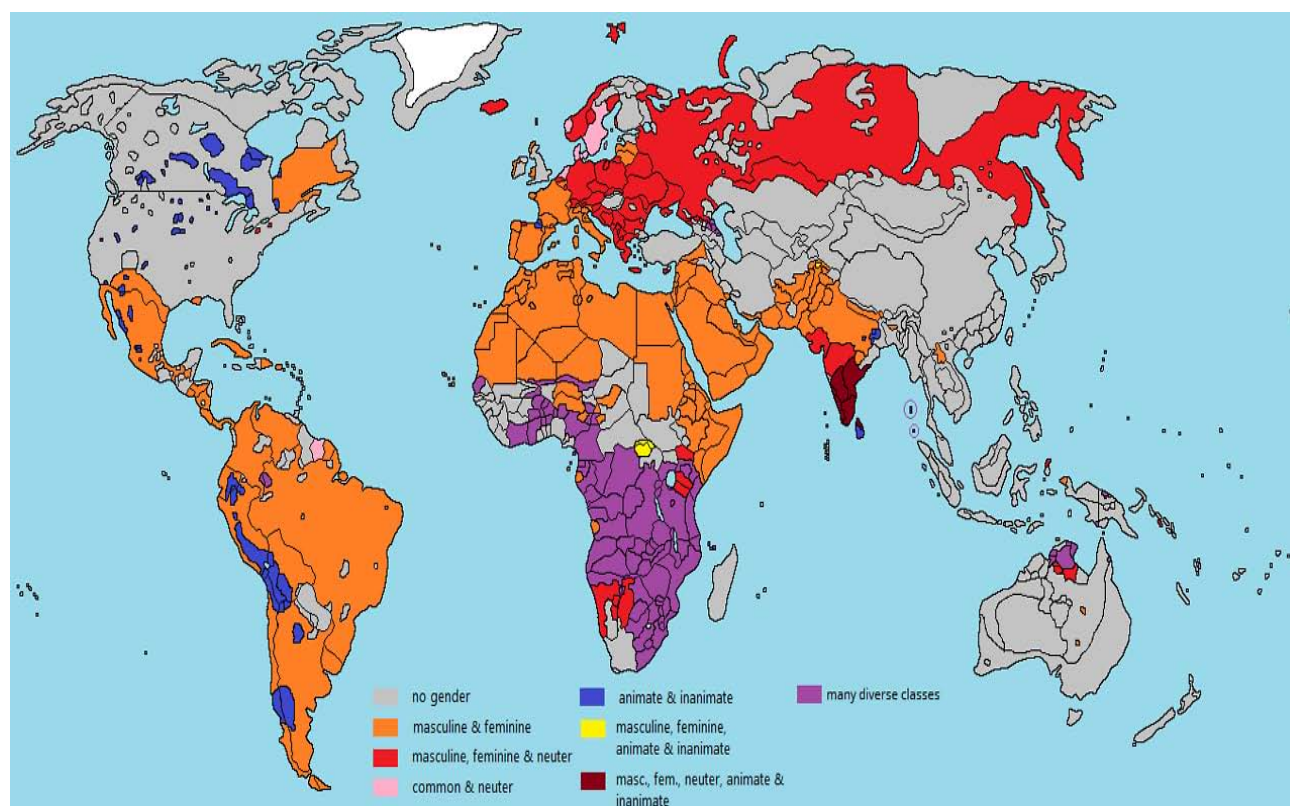 no gender
masculine & feminine
masculine, feminine & neuter
common & neuter
animate & inanimate
masculine, feminine,
animate & inanimate
masc., fem., neuter, animate &
inanimate
many diverse classes